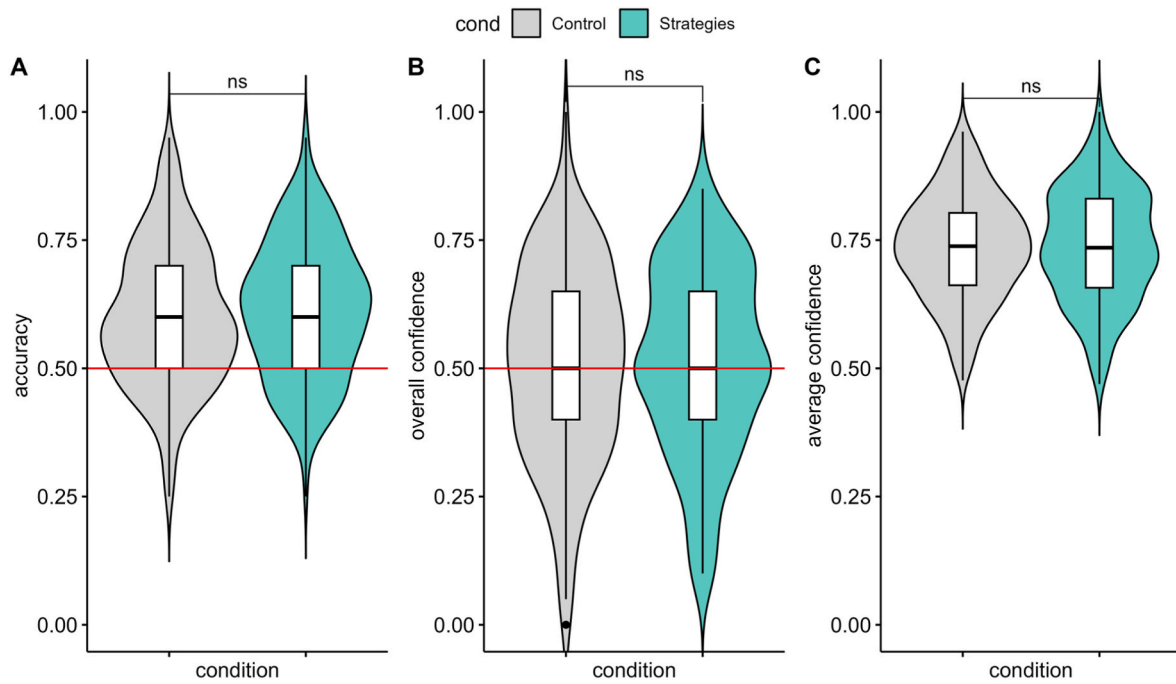 cond Control Strategies
A
ns
1.00
0.75
0.50
0.25
0.00
accuracy
condition
B
ns
1.00
0.75
0.50
0.25
0.00
overall confidence
condition
C
ns
1.00
0.75
0.50
0.25
0.00
average confidence
condition